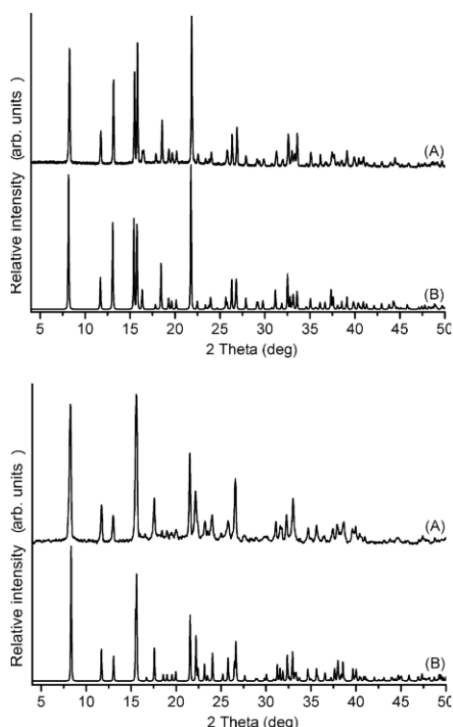 Relative intensity (arb. units )
(A)
(B)
5 10 15 20 25 30 35 40 45 50
2 Theta (deg)
Relative intensity (arb. units )
(A)
(B)
5 10 15 20 25 30 35 40 45 50
2 Theta (deg)